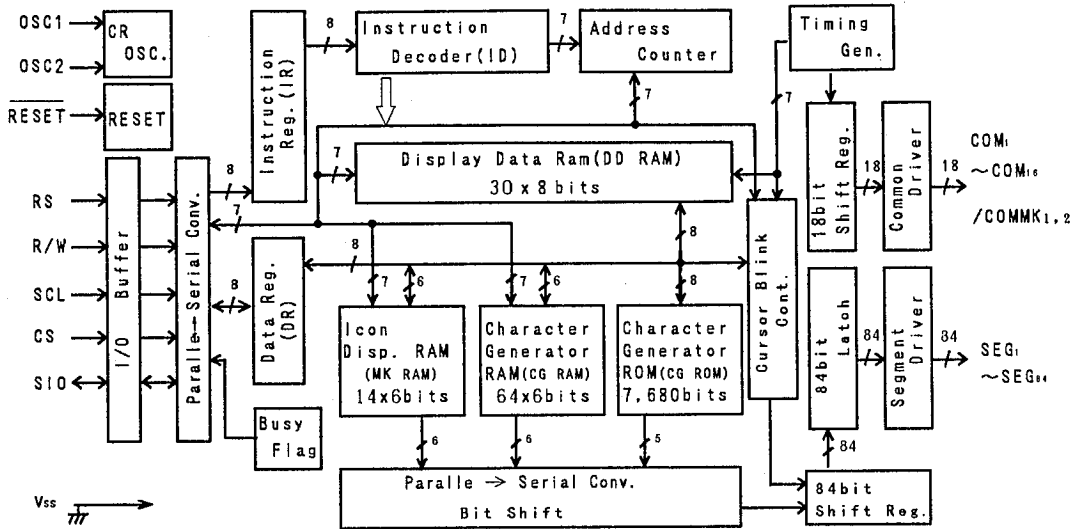 OSC1
OSC2
CR
OSC.
RESET
RESET
Instruction
Reg. (IR)
8
Instruction
Decoder(ID)
7
Address
Counter
7
Timing
Gen.
7
Display Data Ram(DD RAM)
30 x 8 bits
7
8
7
8
18bit
Shift Reg.
18
Common
Driver
18
COM1
~COM16
/COMMK1,2
RS
R/W
SCL
CS
SIO
I/O Buffer
Paralle↔Serial Conv.
8
Data Reg.
(DR)
8
7
6
7
6
8
Icon
Disp. RAM
(MK RAM)
14x6bits
Character
Generator
RAM(CG RAM)
64x6bits
Character
Generator
ROM(CG ROM)
7,680bits
Cursor Blink
Cont.
84bit
Latoh
84
Segment
Driver
84
SEG1
~SEG84
Busy
Flag
6
6
5
84
Paralle → Serial Conv.
Bit Shift
84bit
Shift Reg.
Vss